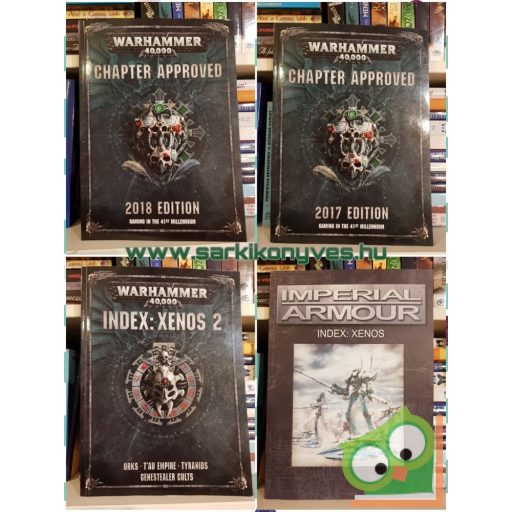 WARHAMMER
40,000
CHAPTER APPROVED
2018 EDITION
GAMING IN THE 41ST MILLENNIUM
WARHAMMER
40,000
CHAPTER APPROVED
2017 EDITION
GAMING IN THE 41ST MILLENNIUM
www.sarkikonyves.hu
WARHAMMER
40,000
INDEX: XENOS 2
ORKS · T'AU EMPIRE · TYRANIDS
GENESTEALER CULTS
IMPERIAL
ARMOUR
INDEX: XENOS